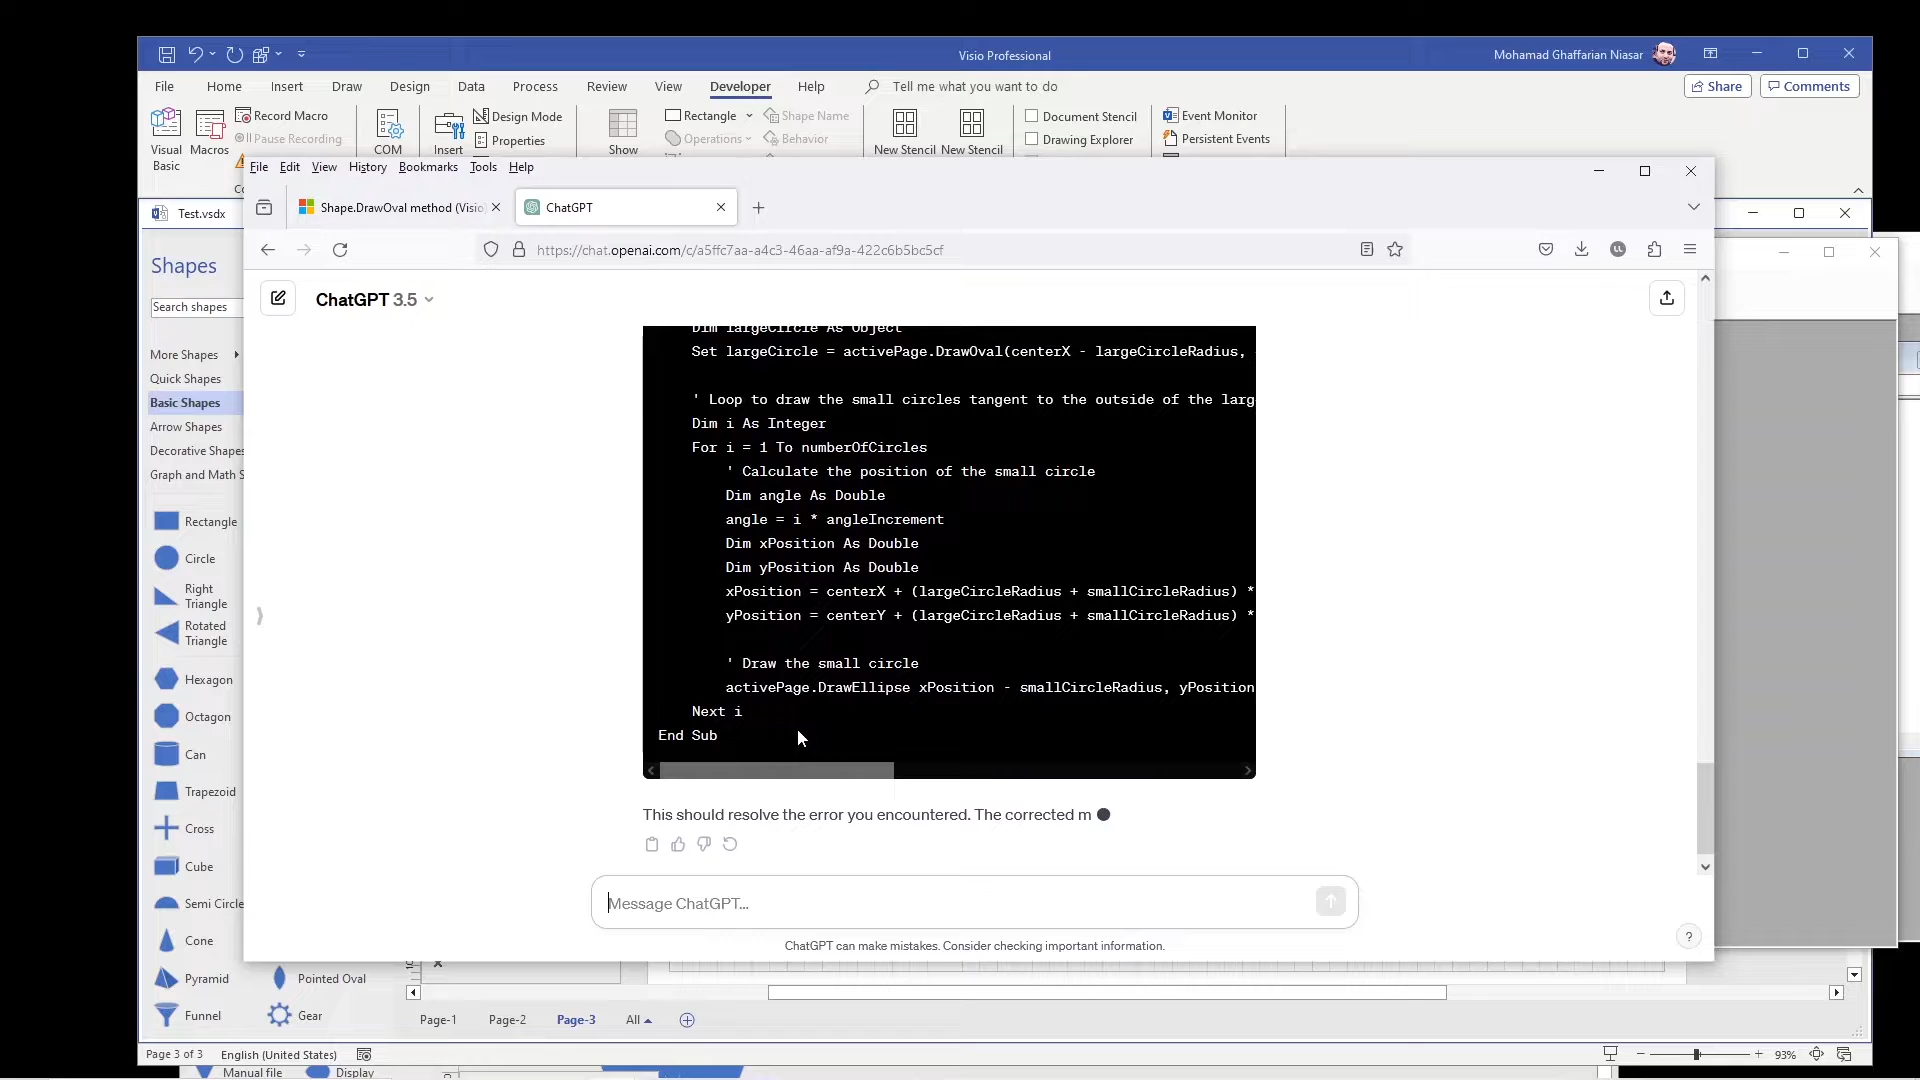 Visio Professional
Mohamad Ghaffarian Niasar
File Home Insert Draw Design Data Process Review View Developer Help Tell me what you want to do
Share Comments
Visual Basic
Macros
Record Macro
Pause Recording
COM
Insert
Design Mode
Properties
Show
Rectangle
Operations
Shape Name
Behavior
New Stencil New Stencil
Document Stencil
Drawing Explorer
Event Monitor
Persistent Events
File Edit View History Bookmarks Tools Help
Test.vsdx
Shape.DrawOval method (Visio)
ChatGPT
https://chat.openai.com/c/a5ffc7aa-a4c3-46aa-af9a-422c6b5bc5cf
Shapes
Search shapes
More Shapes
Quick Shapes
Basic Shapes
Arrow Shapes
Decorative Shapes
Graph and Math S
Rectangle
Circle
Right Triangle
Rotated Triangle
Hexagon
Octagon
Can
Trapezoid
Cross
Cube
Semi Circle
Cone
Pyramid
Pointed Oval
Funnel
Gear
ChatGPT 3.5
Dim largeCircle As Object
Set largeCircle = activePage.DrawOval(centerX - largeCircleRadius,
' Loop to draw the small circles tangent to the outside of the larg
Dim i As Integer
For i = 1 To numberOfCircles
' Calculate the position of the small circle
Dim angle As Double
angle = i * angleIncrement
Dim xPosition As Double
Dim yPosition As Double
xPosition = centerX + (largeCircleRadius + smallCircleRadius) *
yPosition = centerY + (largeCircleRadius + smallCircleRadius) *
' Draw the small circle
activePage.DrawEllipse xPosition - smallCircleRadius, yPosition
Next i
End Sub
This should resolve the error you encountered. The corrected m
Message ChatGPT...
ChatGPT can make mistakes. Consider checking important information.
?
Page-1 Page-2 Page-3 All
Page 3 of 3 English (United States)
93%
Manual file Display